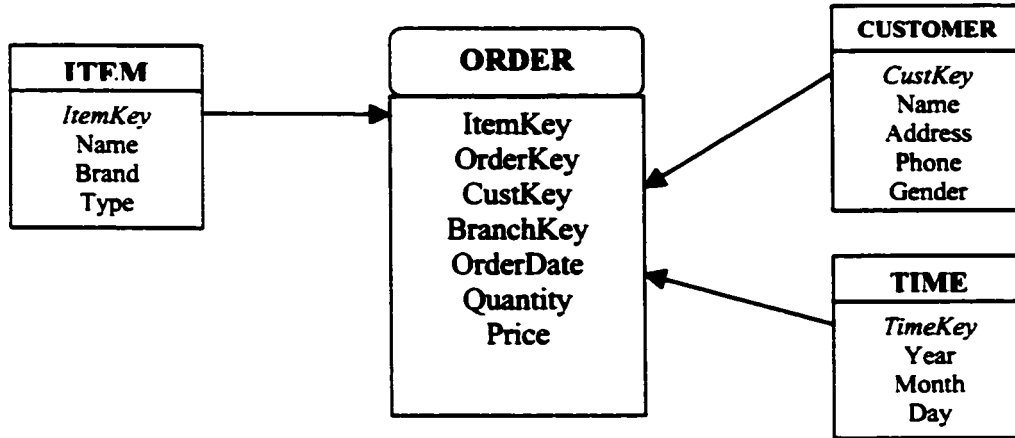 ITEM
ItemKey
Name
Brand
Type
ORDER
ItemKey
OrderKey
CustKey
BranchKey
OrderDate
Quantity
Price
CUSTOMER
CustKey
Name
Address
Phone
Gender
TIME
TimeKey
Year
Month
Day